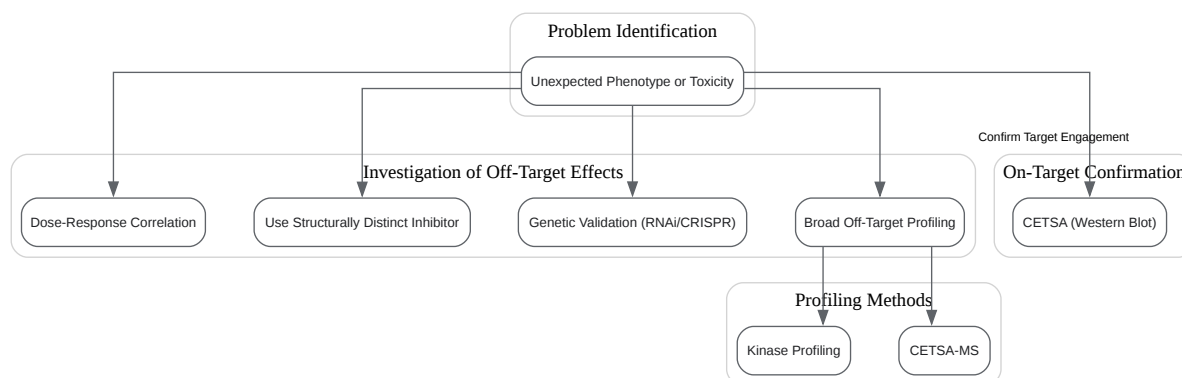 Problem Identification
Unexpected Phenotype or Toxicity
Confirm Target Engagement
Investigation of Off-Target Effects
On-Target Confirmation
Dose-Response Correlation
Use Structurally Distinct Inhibitor
Genetic Validation (RNAi/CRISPR)
Broad Off-Target Profiling
CETSA (Western Blot)
Profiling Methods
Kinase Profiling
CETSA-MS